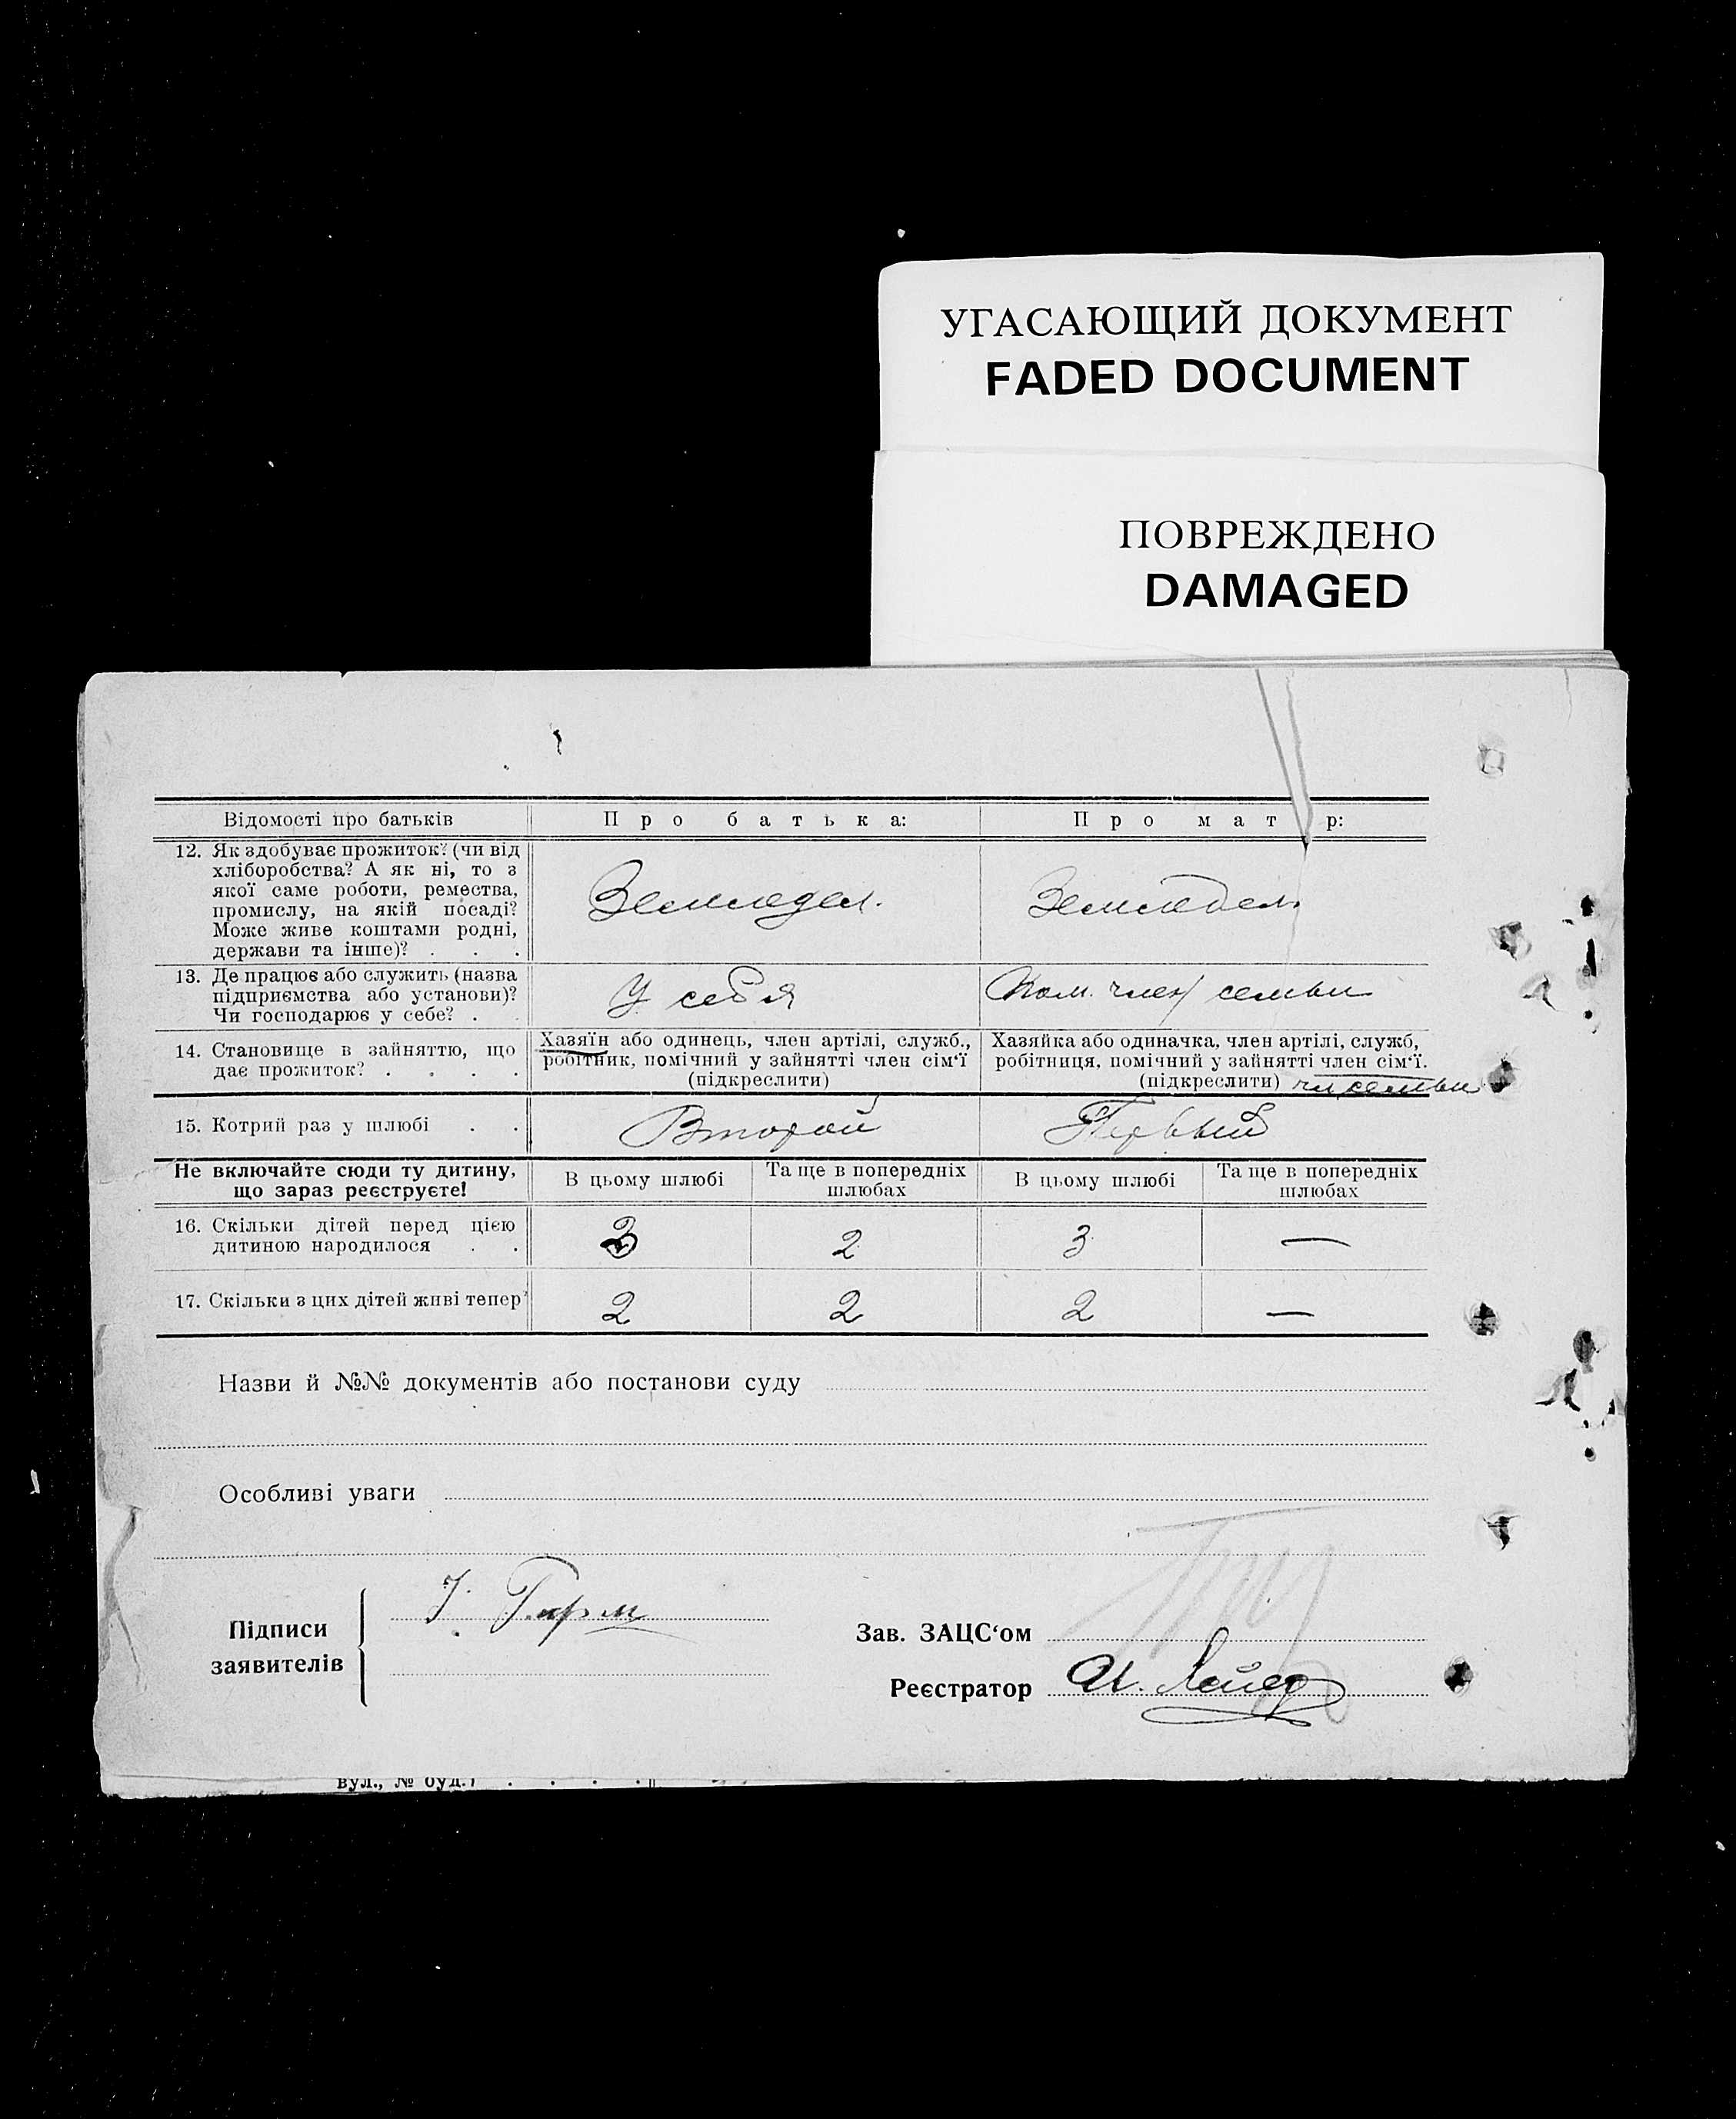 УГАСАЮЩИЙ ДОКУМЕНТ
FADED DOCUMENT
ПОВРЕЖДЕНО
DAMAGED
Відомості про батьків
Про батька:
Про мат р:
12. Як здобуває прожиток? (чи від
хліборобства? А як ні, то з
якої саме роботи, ремества,
промислу, на якій посаді?
Може живе коштами родні,
держави та інше)? . . .
Земледел.
Земледел.
13. Де працює або служить (назва
підприємства або установи)?
Чи господарює у себе? .
У себя
член семьи
14. Становище в зайняттю, що
дає прожиток? . . . .
Хазяїн або одинець, член артілі, служб.,
робітник, помічний у зайнятті член сім'ї
(підкреслити)
Хазяйка або одиначка, член артілі, служб,
робітниця, помічний у зайнятті член сім'ї.
(підкреслити) чл. семьи
15. Котрий раз у шлюбі . .
Второй
Первый
Не включайте сюди ту дитину,
що зараз реєструєте!
В цьому шлюбі
Та ще в попередніх
шлюбах
В цьому шлюбі
Та ще в попередніх
шлюбах
16. Скільки дітей перед цією
дитиною народилося . .
3
2
3
—
17. Скільки з цих дітей живі тепер?
2
2
2
—
Назви й №№ документів або постанови суду
Особливі уваги
Підписи
заявителів
Зав. ЗАЦС'ом
Реєстратор
вул., № буд.)